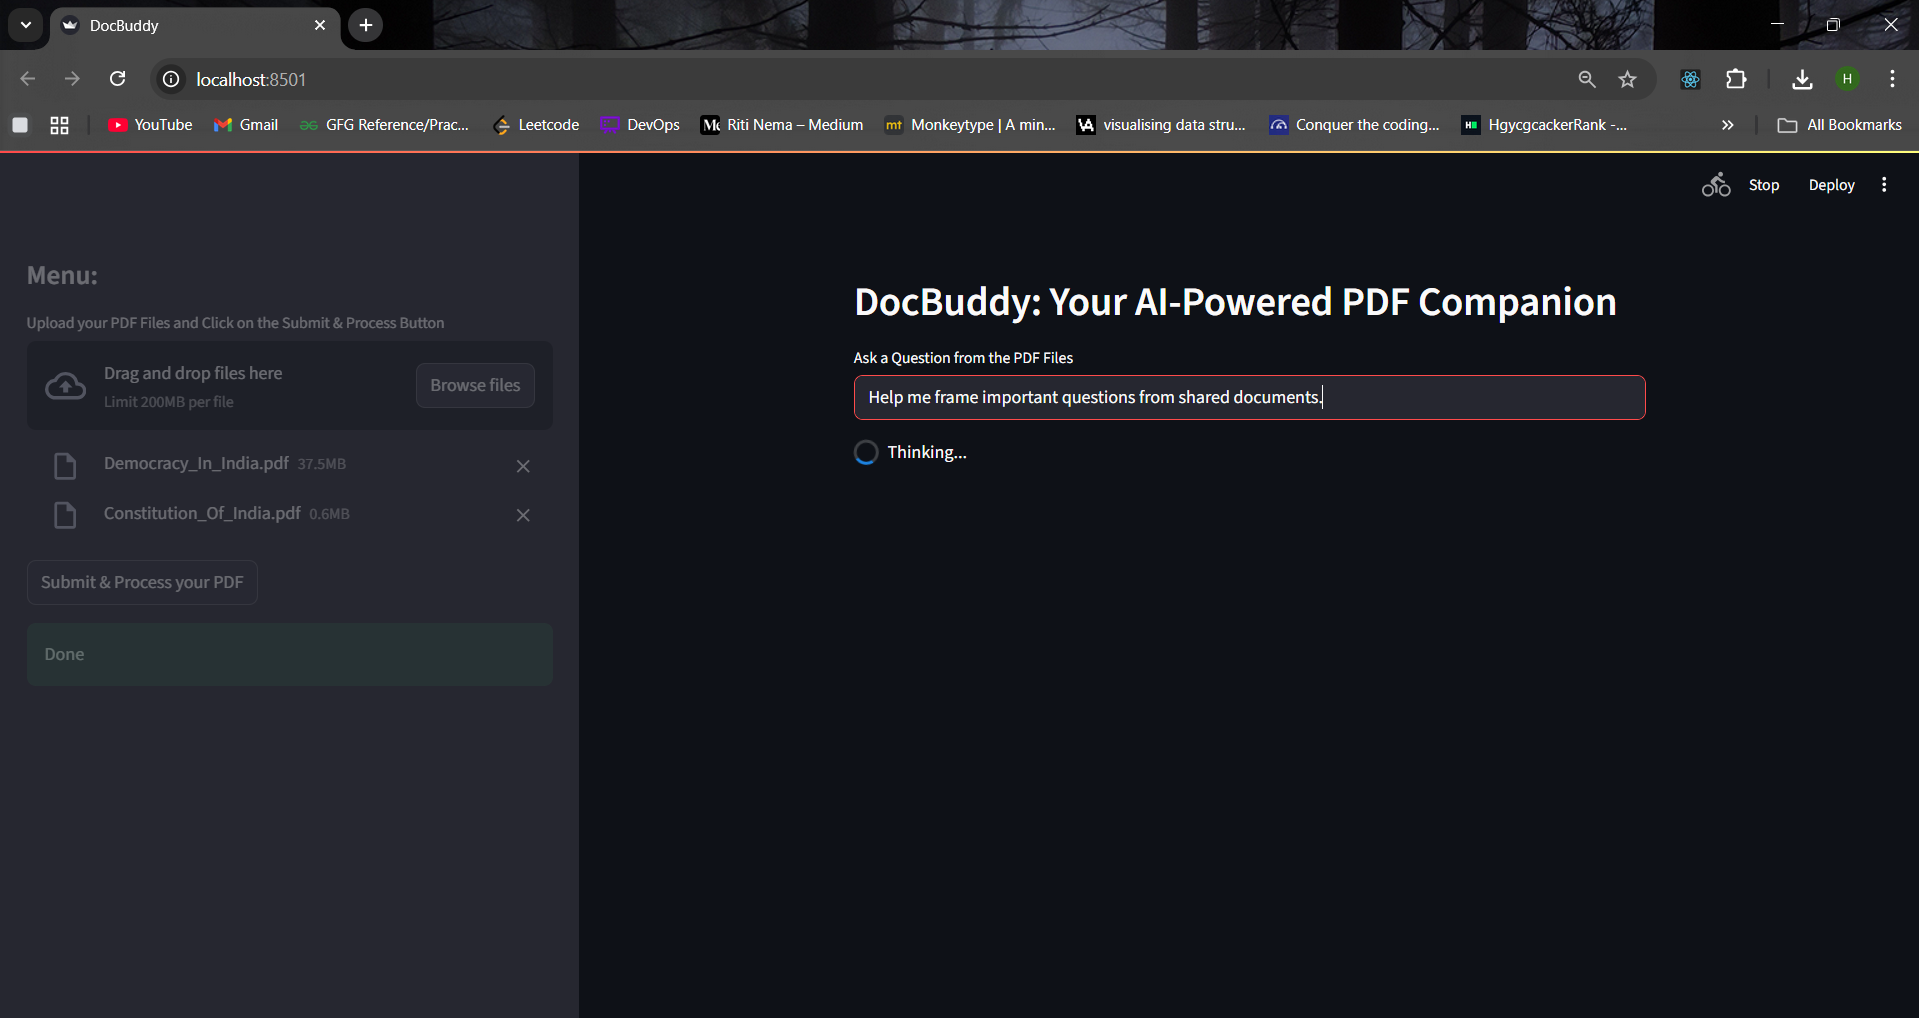 DocBuddy
localhost:8501
H
YouTube
Gmail
GFG Reference/Prac...
Leetcode
DevOps
Riti Nema – Medium
mt Monkeytype | A min...
VA visualising data stru...
Conquer the coding...
HgycgcackerRank -...
All Bookmarks
Stop
Deploy
Menu:
Upload your PDF Files and Click on the Submit & Process Button
Drag and drop files here
Limit 200MB per file
Browse files
Democracy_In_India.pdf 37.5MB
Constitution_Of_India.pdf 0.6MB
Submit & Process your PDF
Done
DocBuddy: Your AI-Powered PDF Companion
Ask a Question from the PDF Files
Help me frame important questions from shared documents.
Thinking...